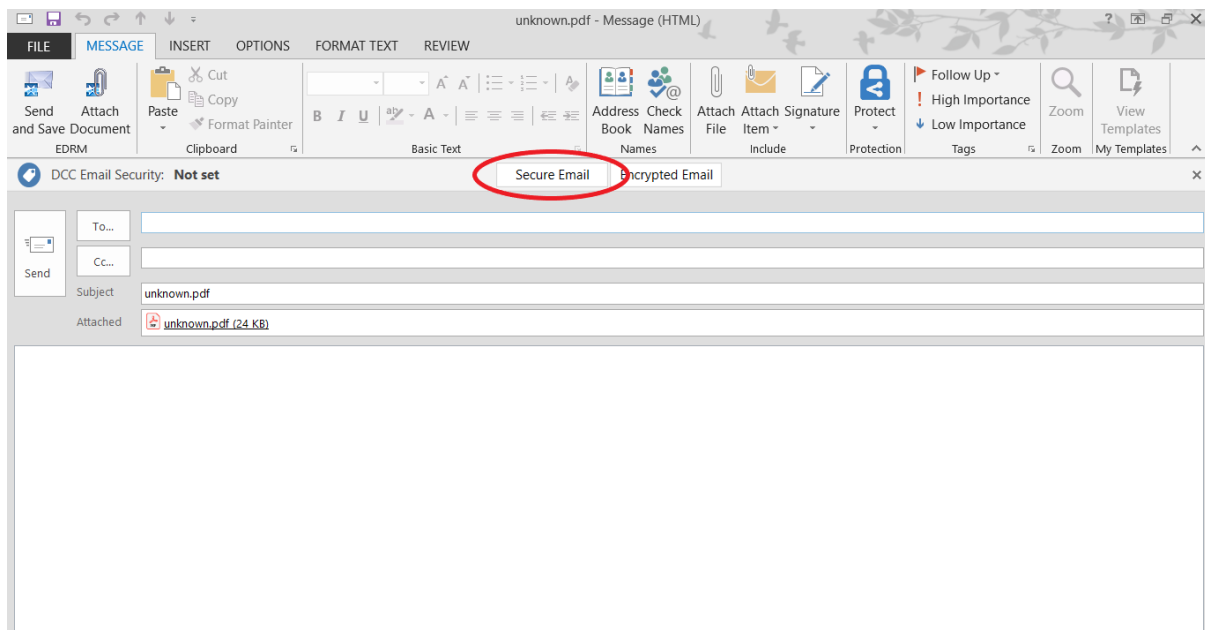 unknown.pdf - Message (HTML)
FILE MESSAGE INSERT OPTIONS FORMAT TEXT REVIEW
Send and Save
Attach Document
EDRM
Paste
Cut
Copy
Format Painter
Clipboard
B I U
Basic Text
Address Book
Check Names
Names
Attach File
Attach Item
Signature
Include
Protect
Protection
Follow Up
High Importance
Low Importance
Tags
Zoom
Zoom
View Templates
My Templates
DCC Email Security: Not set
Secure Email
Encrypted Email
Send
To...
Cc...
Subject unknown.pdf
Attached unknown.pdf (24 KB)